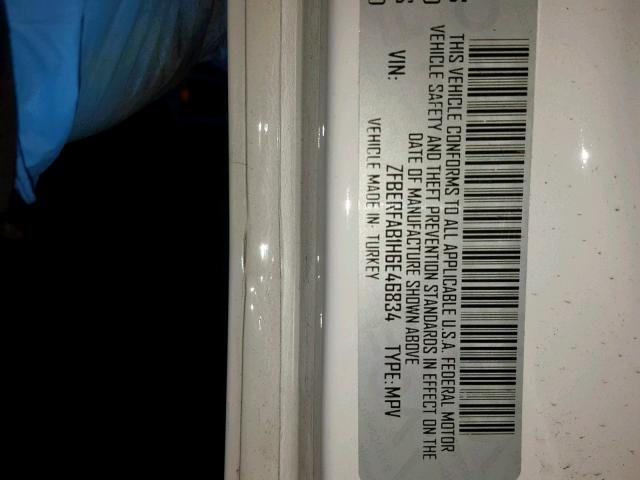 THIS VEHICLE CONFORMS TO ALL APPLICABLE U.S.A. FEDERAL MOTOR
VEHICLE SAFETY AND THEFT PREVENTION STANDARDS IN EFFECT ON THE
DATE OF MANUFACTURE SHOWN ABOVE
VIN: ZFBERFAB1H6E46834 TYPE: MPV
VEHICLE MADE IN: TURKEY